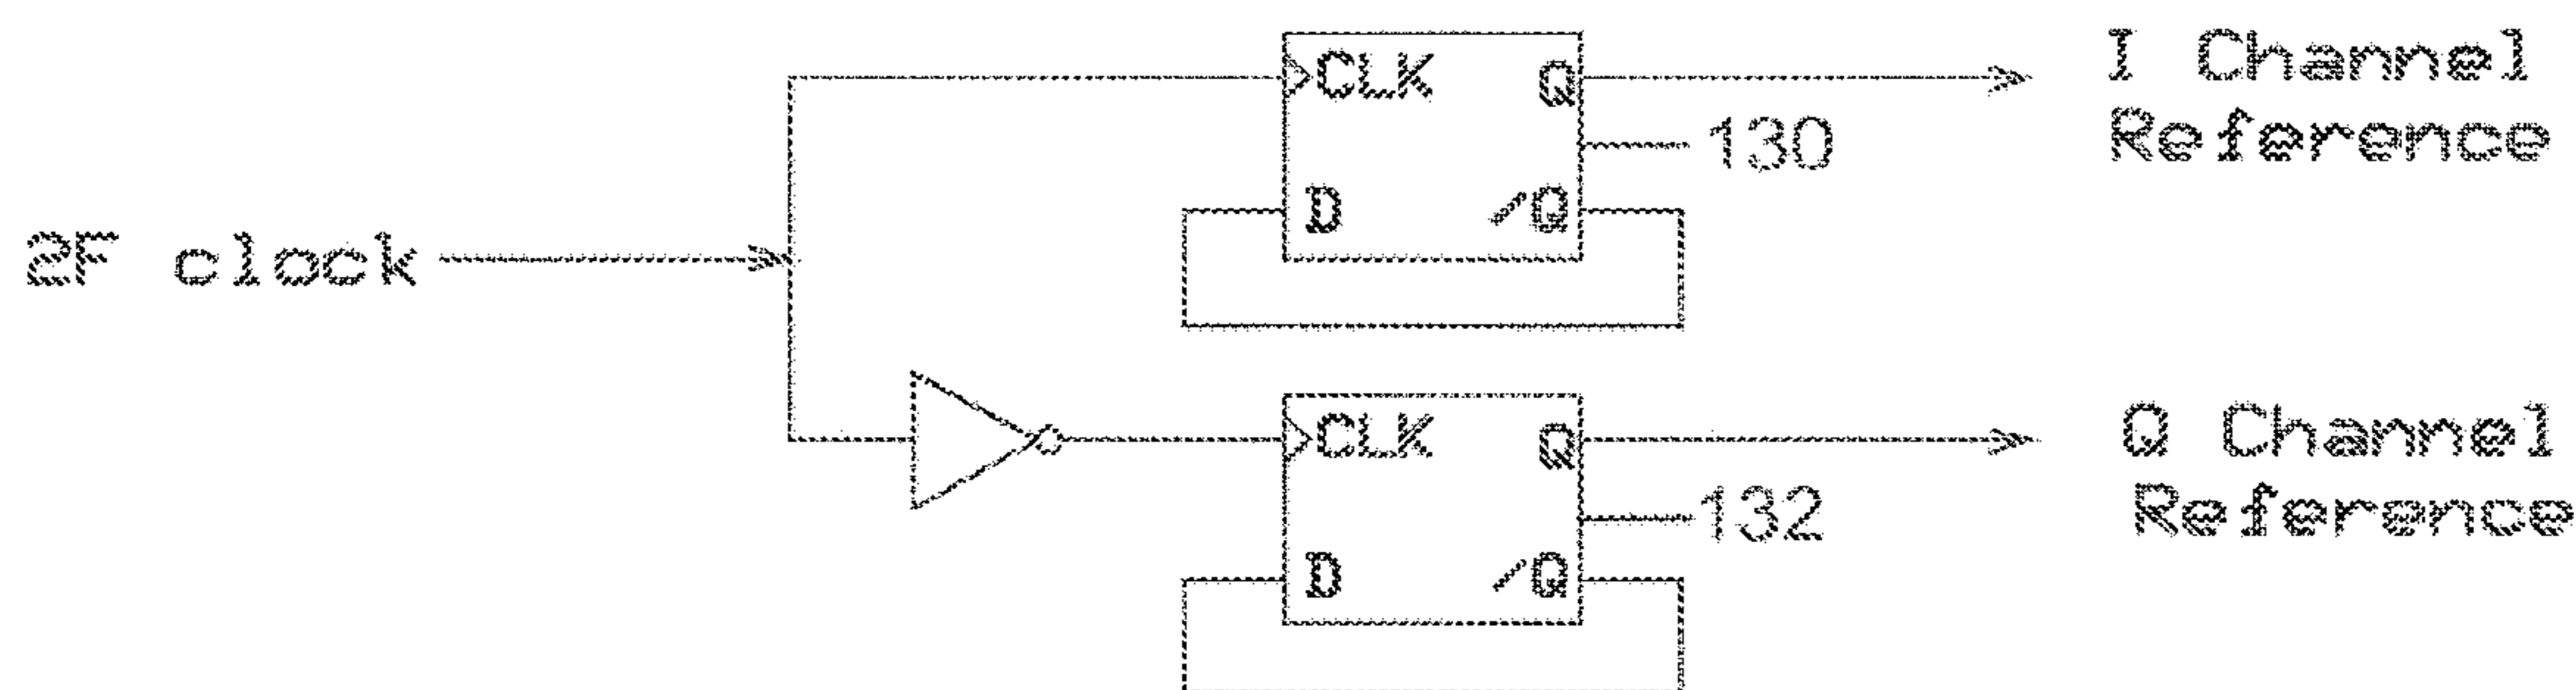 CLK Q
I Channel
Reference
130
D /Q
2F clock
CLK Q
Q Channel
Reference
132
D /Q